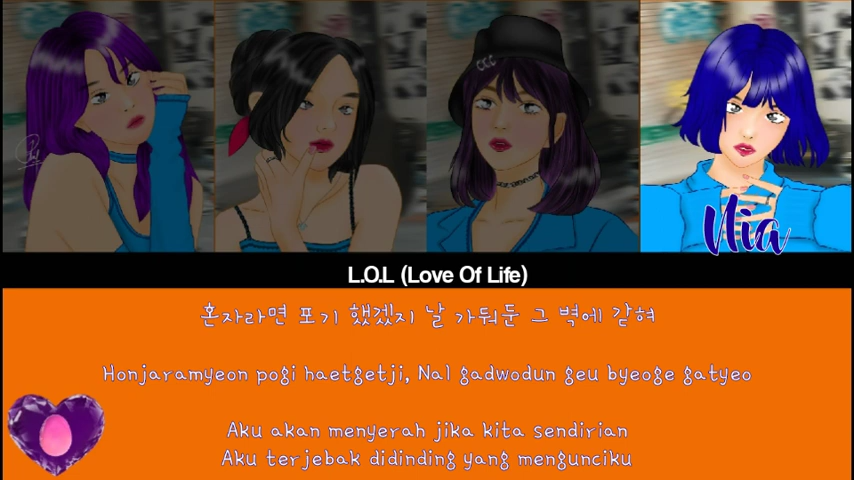 Nia
L.O.L (Love Of Life)
혼자라면 포기 했겠지 날 가둬둔 그 벽에 갇혀
Honjaramyeon pogi haetgetji, Nal gadwodun geu byeoge gatyeo
Aku akan menyerah jika kita sendirian
Aku terjebak didinding yang mengunciku